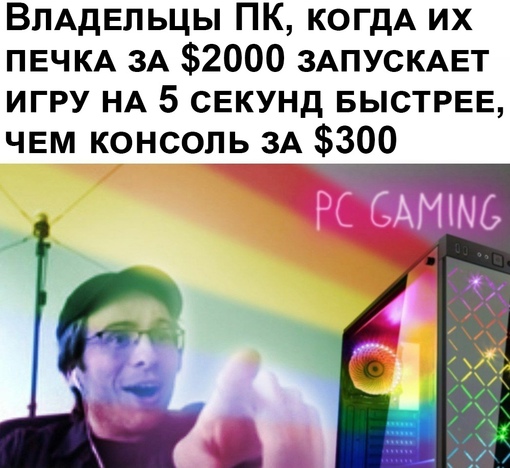 Владельцы ПК, когда их
печка за $2000 запускает
игру на 5 секунд быстрее,
чем консоль за $300
PC GAMING